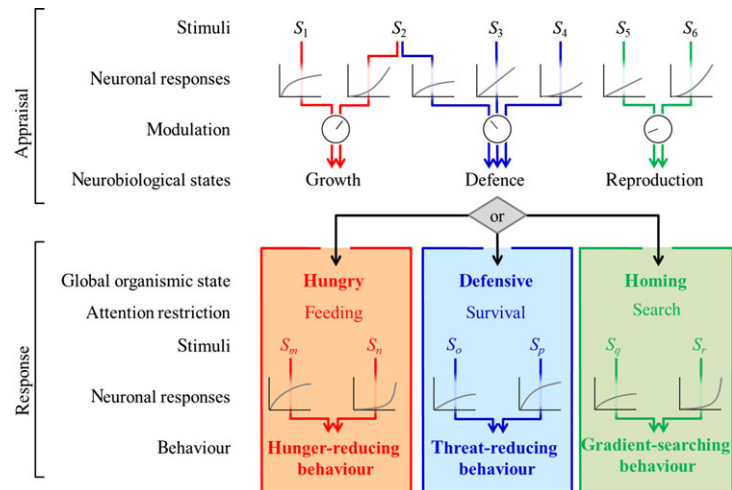 Stimuli S1 S2 S3 S4 S5 S6
Neuronal responses
Appraisal
Modulation
Neurobiological states Growth Defence Reproduction
or
Global organismic state Hungry Defensive Homing
Attention restriction Feeding Survival Search
Stimuli Sm Sn So Sp Sq Sr
Response
Neuronal responses
Behaviour Hunger-reducing Threat-reducing Gradient-searching
behaviour behaviour behaviour